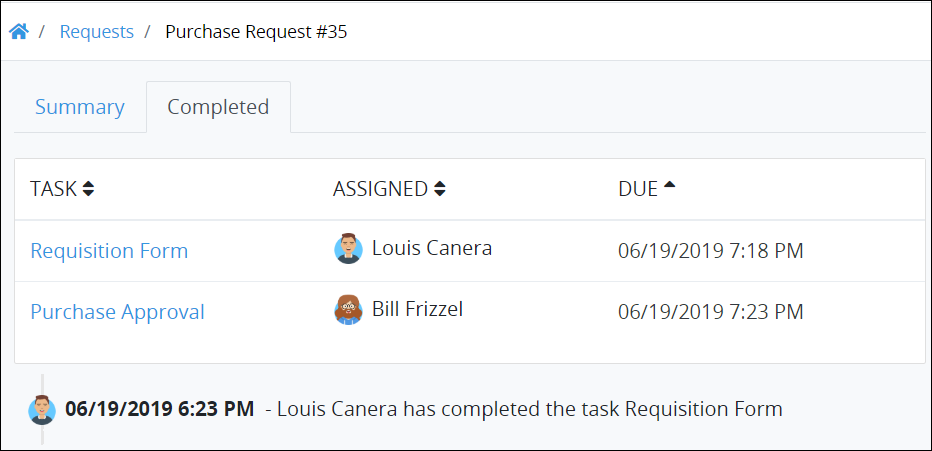 / Requests / Purchase Request #35
Summary Completed
TASK ASSIGNED DUE
Requisition Form Louis Canera 06/19/2019 7:18 PM
Purchase Approval Bill Frizzel 06/19/2019 7:23 PM
06/19/2019 6:23 PM - Louis Canera has completed the task Requisition Form